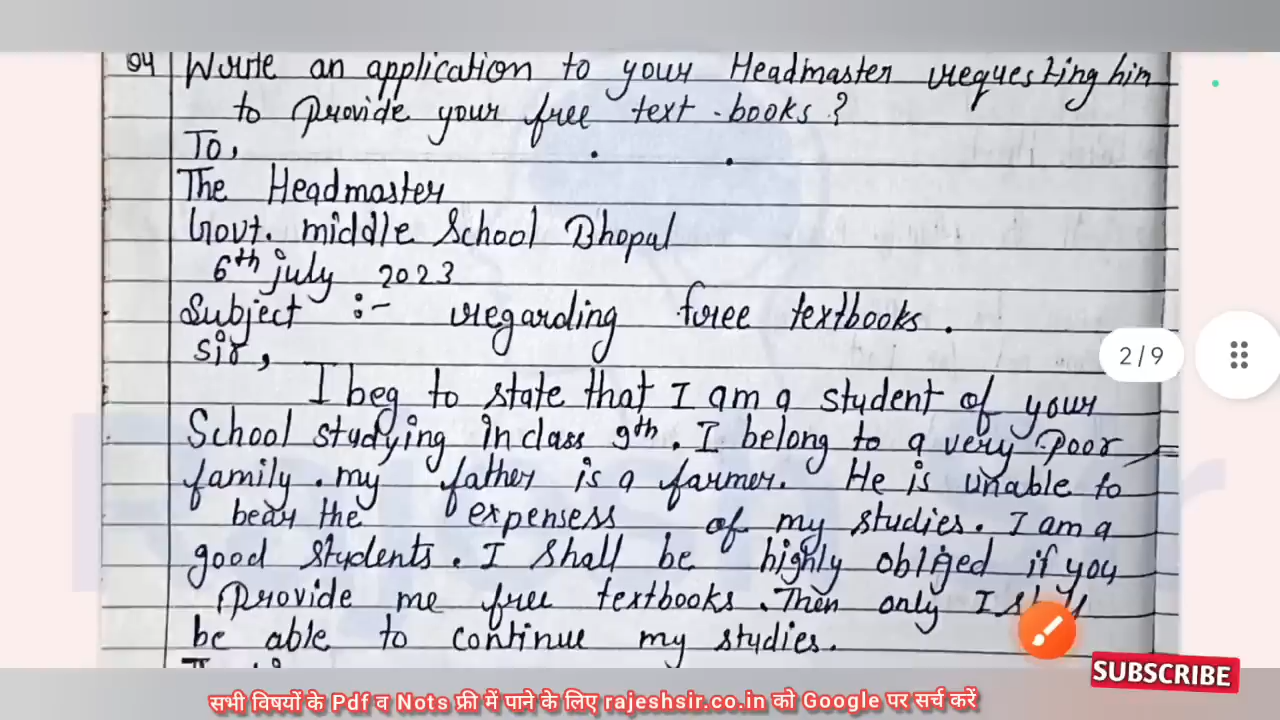 04 Write an application to your Headmaster requesting him
to provide your free text-books?
To,
The Headmaster
Govt. middle School Bhopal
6th july 2023
Subject :- regarding free textbooks.
Sir,
I beg to state that I am a student of your
School studying in class 9th. I belong to a very poor
family. my father is a farmer. He is unable to
bear the expensess of my studies. I am a
good students. I shall be highly obliged if you
Provide me free textbooks. Then only I
be able to continue my studies.
2/9
SUBSCRIBE
सभी विषयों के Pdf व Nots फ्री में पाने के लिए rajeshsir.co.in को Google पर सर्च करें